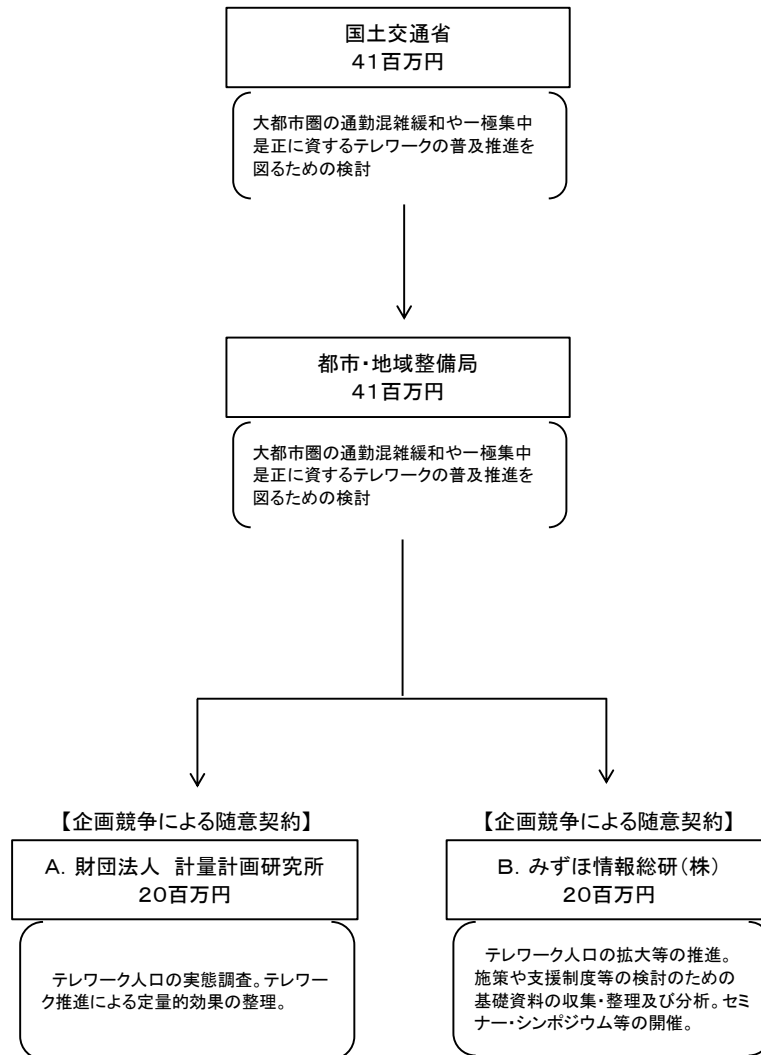 国土交通省
41百万円
大都市圏の通勤混雑緩和や一極集中
是正に資するテレワークの普及推進を
図るための検討
都市・地域整備局
41百万円
大都市圏の通勤混雑緩和や一極集中
是正に資するテレワークの普及推進を
図るための検討
【企画競争による随意契約】
A. 財団法人 計量計画研究所
20百万円
テレワーク人口の実態調査。テレワー
ク推進による定量的効果の整理。
【企画競争による随意契約】
B. みずほ情報総研(株)
20百万円
テレワーク人口の拡大等の推進。
施策や支援制度等の検討のための
基礎資料の収集・整理及び分析。セミ
ナー・シンポジウム等の開催。